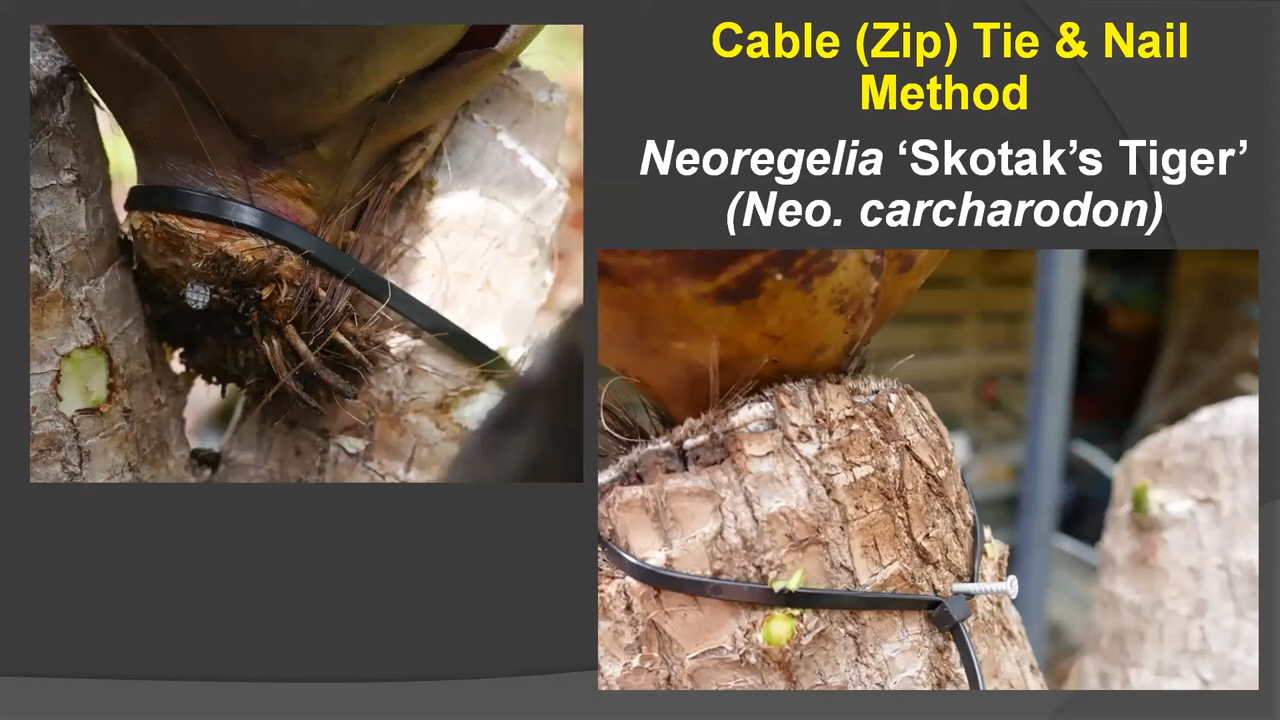 Cable (Zip) Tie & Nail
Method
Neoregelia ‘Skotak’s Tiger’
(Neo. carcharodon)